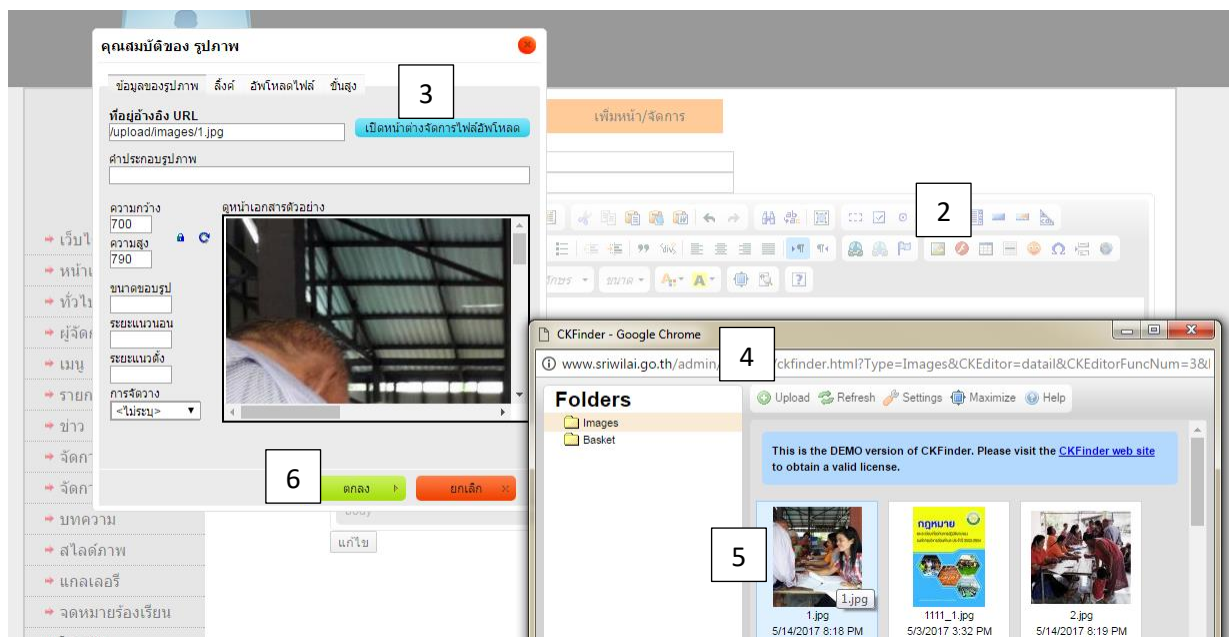 คุณสมบัติของ รูปภาพ
ข้อมูลของรูปภาพ ลิ้งค์ อัพโหลดไฟล์ ขั้นสูง
3
ที่อยู่อ้างอิง URL
/upload/images/1.jpg
เปิดหน้าต่างจัดการไฟล์อัพโหลด
คำประกอบรูปภาพ
ความกว้าง
700
ความสูง
790
ดูหน้าเอกสารตัวอย่าง
ขนาดขอบรูป
ระยะแนวนอน
ระยะแนวตั้ง
การจัดวาง
<ไม่ระบุ>
6
ตกลง
ยกเลิก
เพิ่มหน้า/จัดการ
2
ขนาด
body
แก้ไข
เมนู
ข่าว
บทความ
สไลด์ภาพ
แกลเลอรี่
จดหมายร้องเรียน
CKFinder - Google Chrome
4
www.sriwilai.go.th/admin/
/ckfinder.html?Type=Images&CKEditor=datail&CKEditorFuncNum=3&
Folders
Images
Basket
Upload Refresh Settings Maximize Help
This is the DEMO version of CKFinder. Please visit the CKFinder web site
to obtain a valid license.
5
กฎหมาย
1.jpg
1.jpg
5/14/2017 8:18 PM
1111_1.jpg
5/3/2017 3:32 PM
2.jpg
5/14/2017 8:19 PM